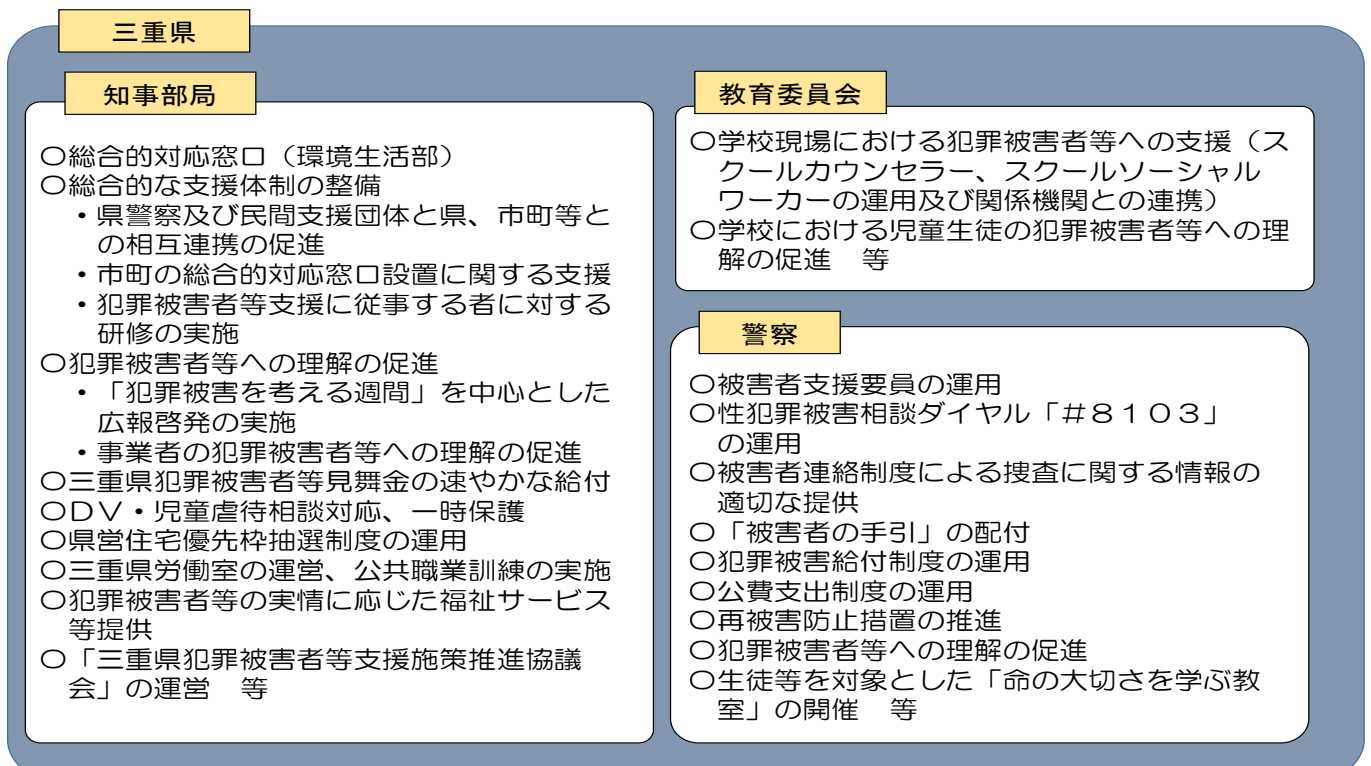 三重県
知事部局
〇総合的対応窓口（環境生活部）
〇総合的な支援体制の整備
・県警察及び民間支援団体と県、市町等と
の相互連携の促進
・市町の総合的対応窓口設置に関する支援
・犯罪被害者等支援に従事する者に対する
研修の実施
〇犯罪被害者等への理解の促進
・「犯罪被害を考える週間」を中心とした
広報啓発の実施
・事業者の犯罪被害者等への理解の促進
〇三重県犯罪被害者等見舞金の速やかな給付
〇ＤＶ・児童虐待相談対応、一時保護
〇県営住宅優先枠抽選制度の運用
〇三重県労働室の運営、公共職業訓練の実施
〇犯罪被害者等の実情に応じた福祉サービス
等提供
〇「三重県犯罪被害者等支援施策推進協議
会」の運営　等
教育委員会
〇学校現場における犯罪被害者等への支援（ス
クールカウンセラー、スクールソーシャル
ワーカーの運用及び関係機関との連携）
〇学校における児童生徒の犯罪被害者等への理
解の促進　等
警察
〇被害者支援要員の運用
〇性犯罪被害相談ダイヤル「＃８１０３」
の運用
〇被害者連絡制度による捜査に関する情報の
適切な提供
〇「被害者の手引」の配付
〇犯罪被害給付制度の運用
〇公費支出制度の運用
〇再被害防止措置の推進
〇犯罪被害者等への理解の促進
〇生徒等を対象とした「命の大切さを学ぶ教
室」の開催　等